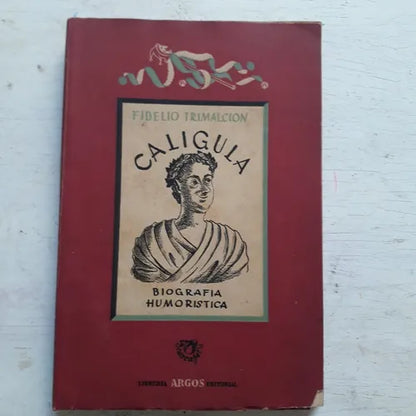 FIDELIO TRIMALCION
CALIGULA
BIOGRAFIA
HUMORISTICA
LIBRERIA ARGOS EDITORIAL